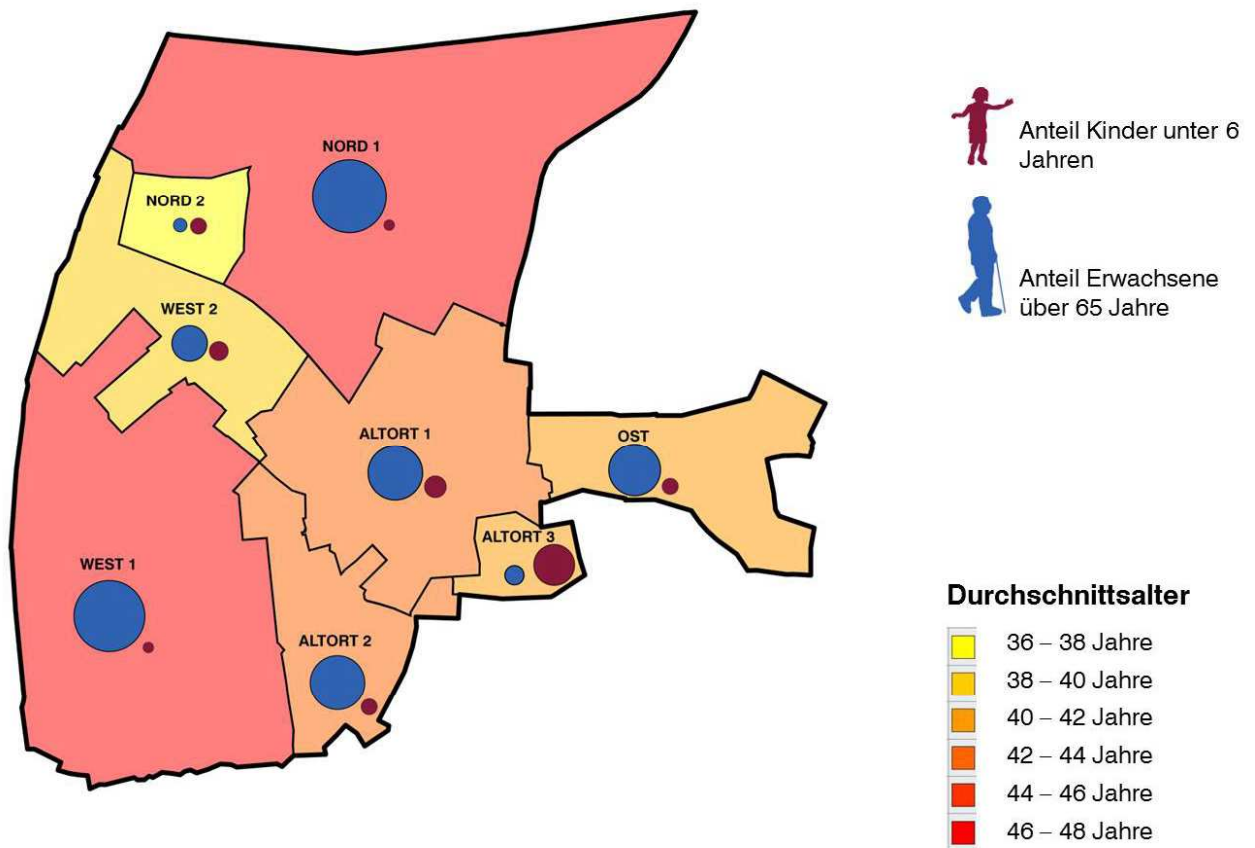 NORD 1
Anteil Kinder unter 6
Jahren
NORD 2
Anteil Erwachsene
über 65 Jahre
WEST 2
ALTORT 1
OST
ALTORT 3
WEST 1
ALTORT 2
Durchschnittsalter
36 – 38 Jahre
38 – 40 Jahre
40 – 42 Jahre
42 – 44 Jahre
44 – 46 Jahre
46 – 48 Jahre